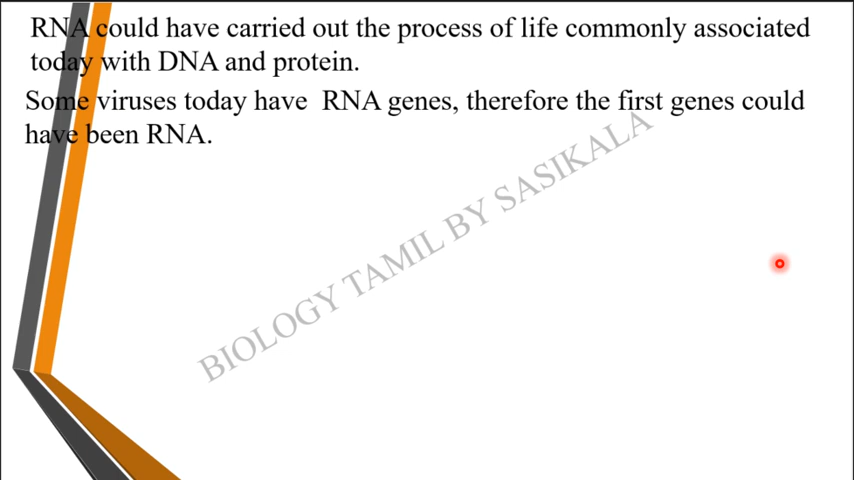 RNA could have carried out the process of life commonly associated
today with DNA and protein.
Some viruses today have RNA genes, therefore the first genes could
have been RNA.
BIOLOGY TAMIL BY SASIKALA